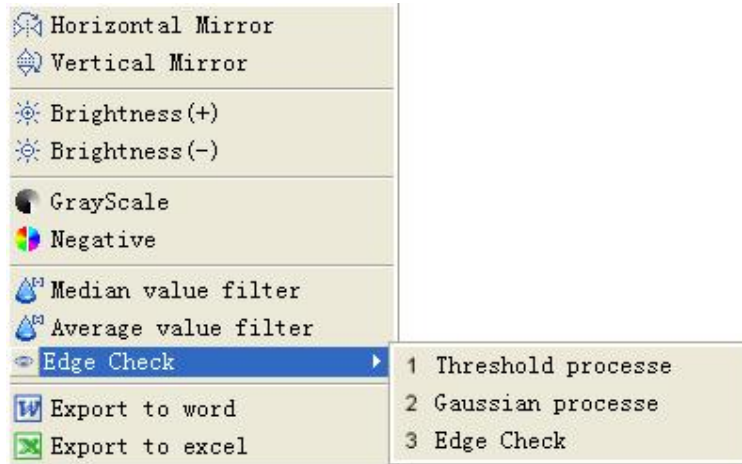 Horizontal Mirror
Vertical Mirror
Brightness(+)
Brightness(-)
GrayScale
Negative
Median value filter
Average value filter
Edge Check
1 Threshold processe
2 Gaussian processe
3 Edge Check
Export to word
Export to excel